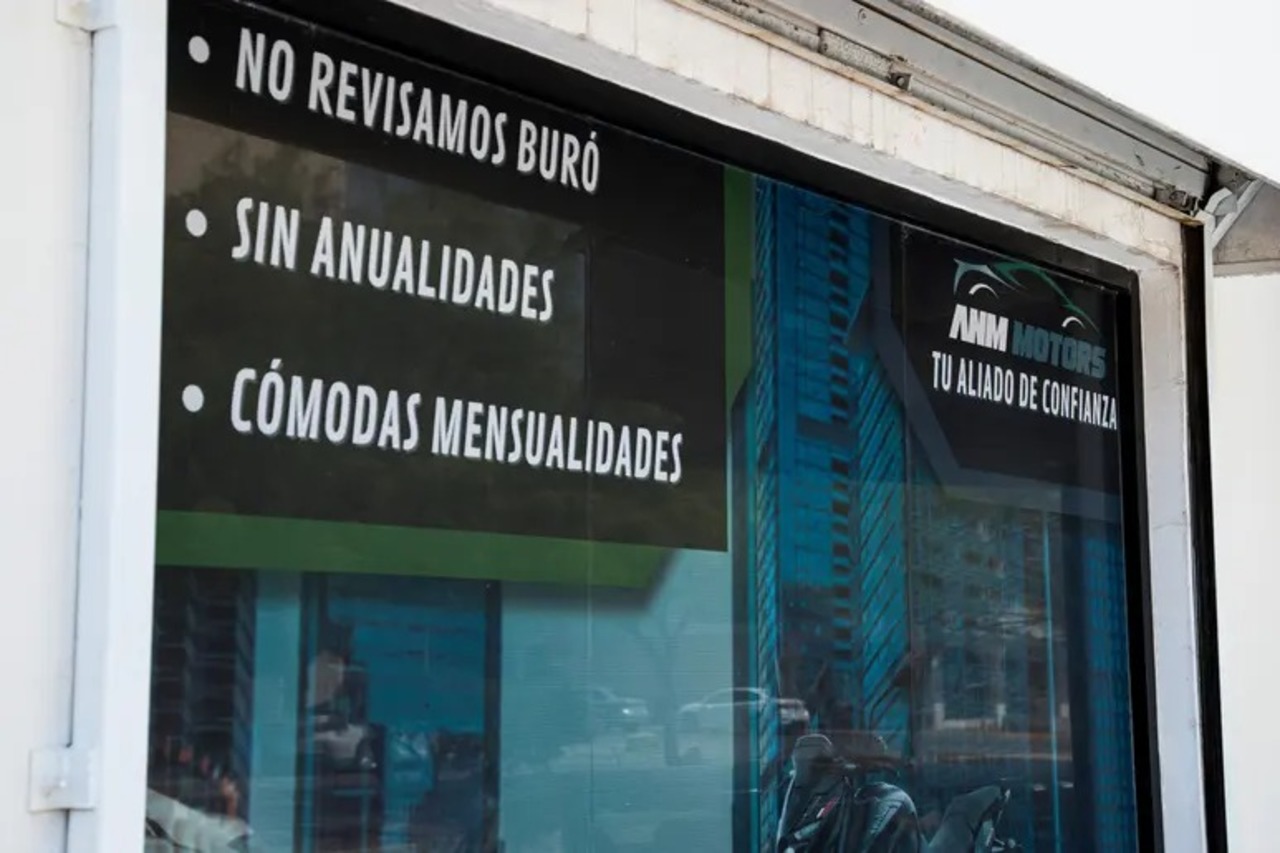 • NO REVISAMOS BURÓ
• SIN ANUALIDADES
• CÓMODAS MENSUALIDADES
ANM MOTORS
TU ALIADO DE CONFIANZA